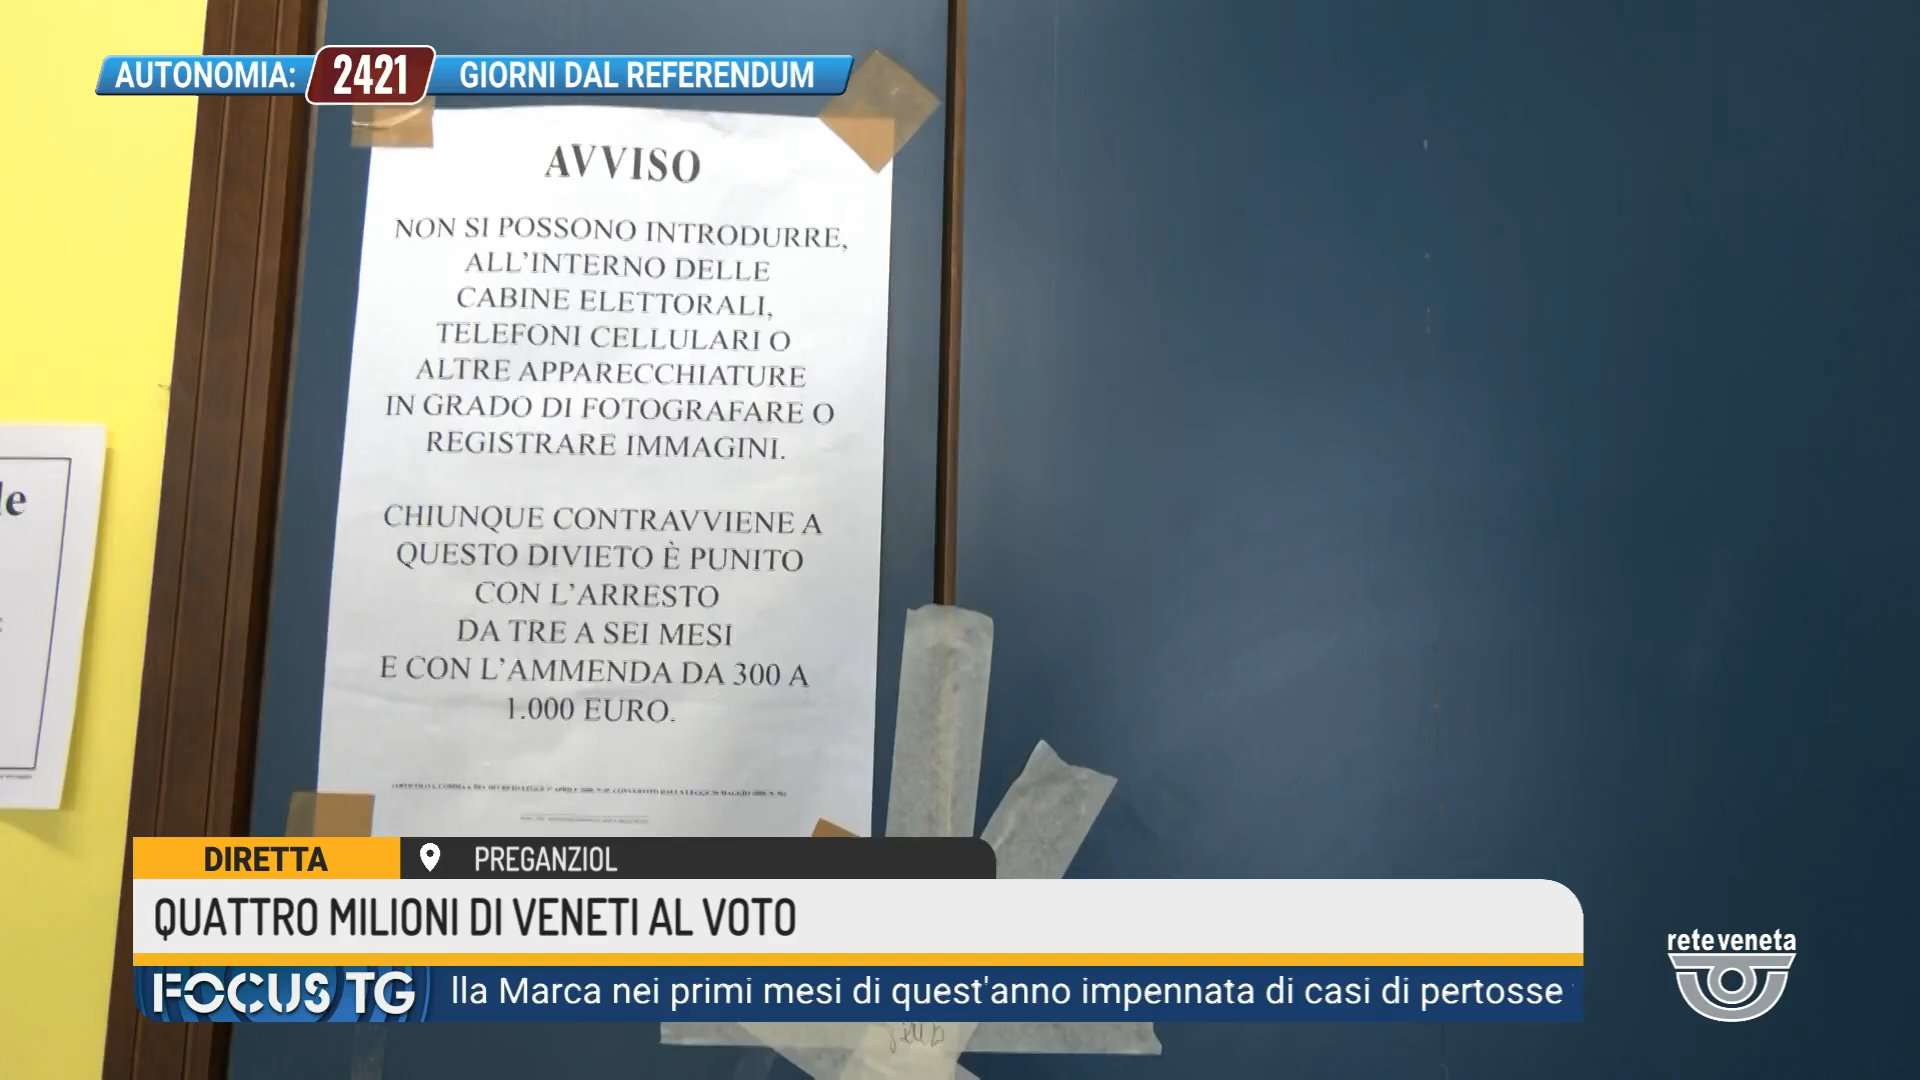 AUTONOMIA: 2421 GIORNI DAL REFERENDUM
AVVISO
NON SI POSSONO INTRODURRE,
ALL'INTERNO DELLE
CABINE ELETTORALI,
TELEFONI CELLULARI O
ALTRE APPARECCHIATURE
IN GRADO DI FOTOGRAFARE O
REGISTRARE IMMAGINI.
CHIUNQUE CONTRAVVIENE A
QUESTO DIVIETO È PUNITO
CON L'ARRESTO
DA TRE A SEI MESI
E CON L'AMMENDA DA 300 A
1.000 EURO.
le
DIRETTA PREGANZIOL
QUATTRO MILIONI DI VENETI AL VOTO
FOCUS TG lla Marca nei primi mesi di quest'anno impennata di casi di pertosse
rete veneta